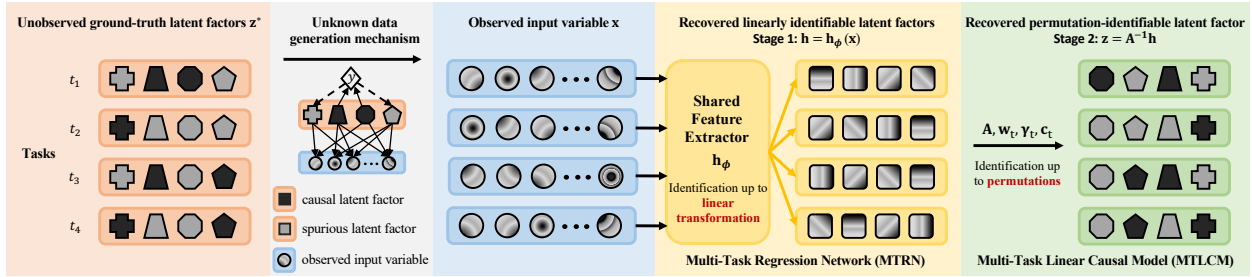 Unobserved ground-truth latent factors z*
Tasks
t₁
t₂
t₃
t₄
Unknown data
generation mechanism
y
causal latent factor
spurious latent factor
observed input variable
Observed input variable x
Recovered linearly identifiable latent factors
Stage 1: h = h_ϕ(x)
Shared
Feature
Extractor
h_ϕ
Identification up to
linear
transformation
Multi-Task Regression Network (MTRN)
A, w_t, γ_t, c_t
Identification up
to permutations
Recovered permutation-identifiable latent factor
Stage 2: z = A⁻¹h
Multi-Task Linear Causal Model (MTLCM)